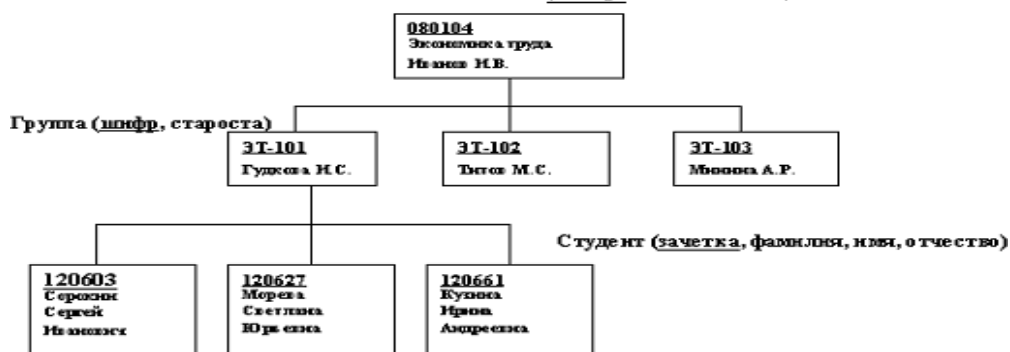 080104
Экономика труда
Иванов И.В.
Группа (шифр, староста)
ЭТ-101
Гудкова И.С.
ЭТ-102
Титов М.С.
ЭТ-103
Минина А.Р.
Студент (зачетка, фамилия, имя, отчество)
120603
Сорокин
Сергей
Иванович
120627
Морева
Светлана
Юрьевна
120661
Кузина
Ирина
Андреевна